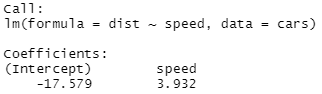 Call:
lm(formula = dist ~ speed, data = cars)
Coefficients:
(Intercept) speed
-17.579 3.932